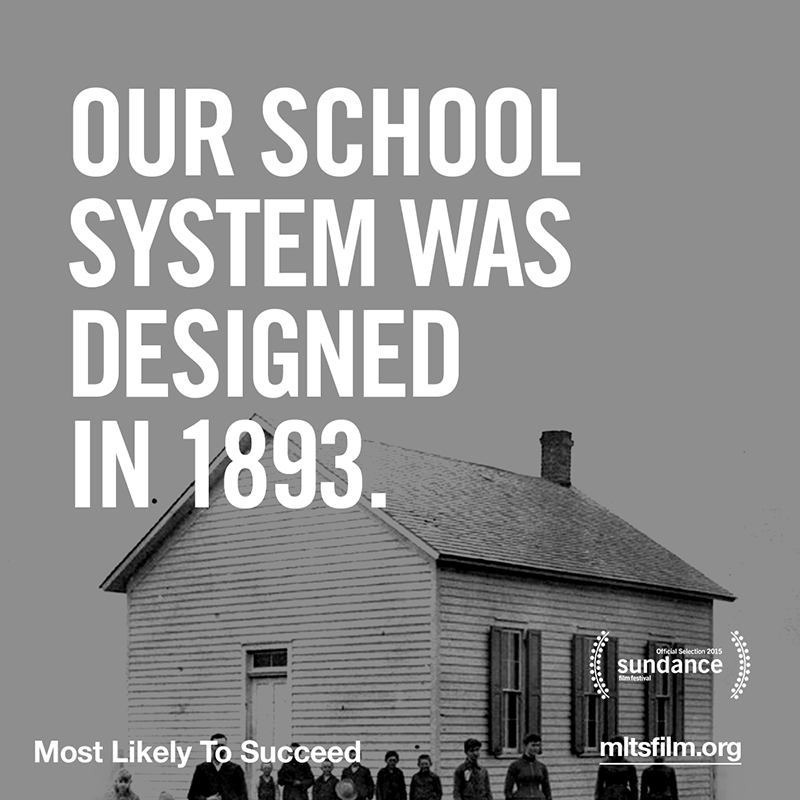 OUR SCHOOL
SYSTEM WAS
DESIGNED
IN 1893.
Official Selection 2015
sundance
film festival
Most Likely To Succeed
mltsfilm.org